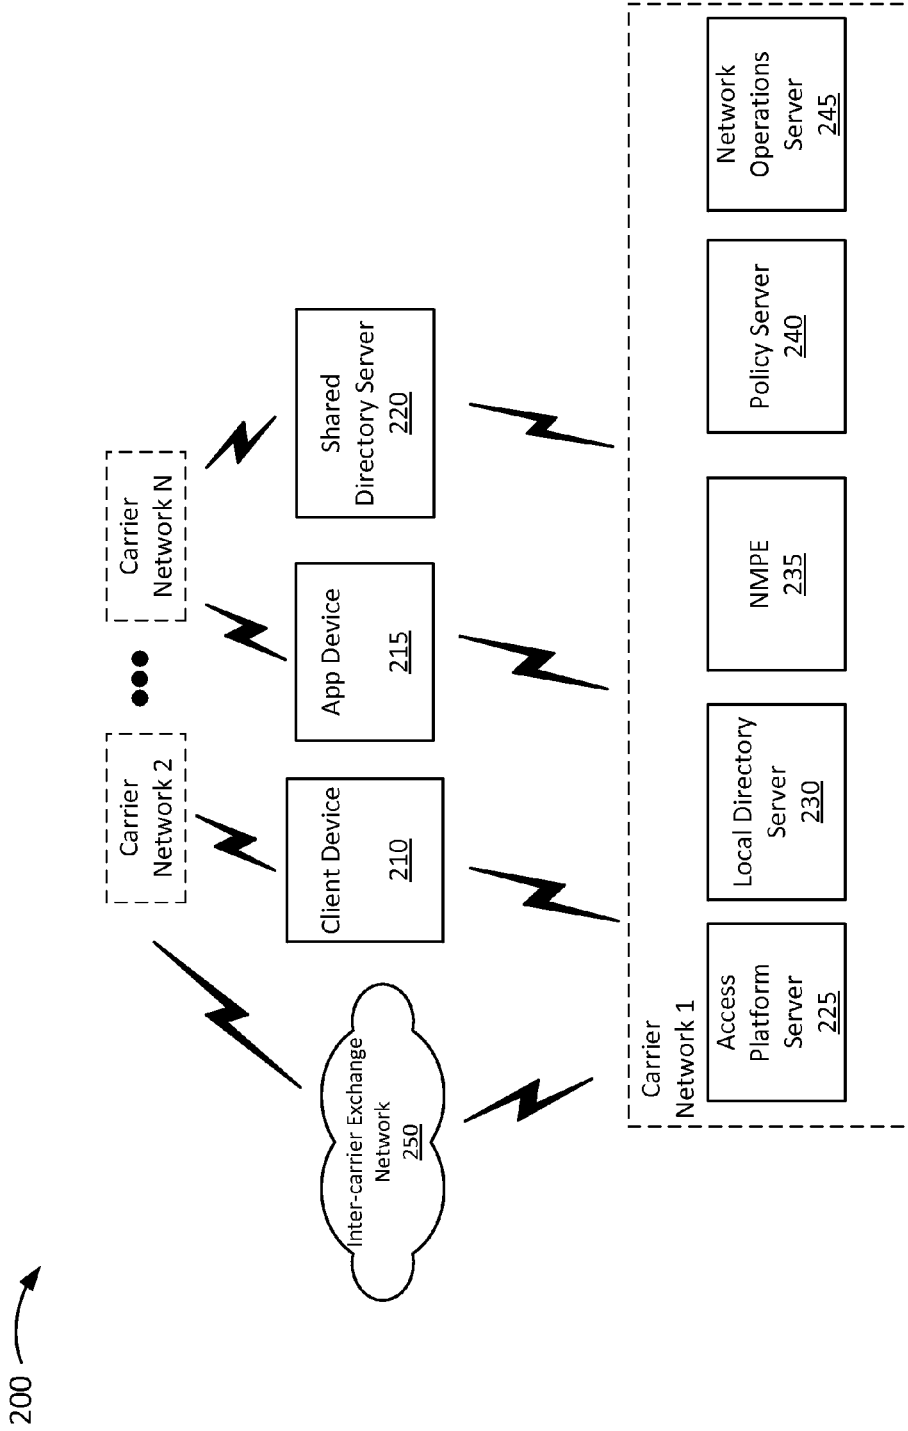 200
Carrier
Network 2
Carrier
Network N
Inter-carrier Exchange
Network
250
Client Device
210
App Device
215
Shared
Directory Server
220
Carrier
Network 1
Access
Platform
Server
225
Local Directory
Server
230
NMPE
235
Policy Server
240
Network
Operations
Server
245